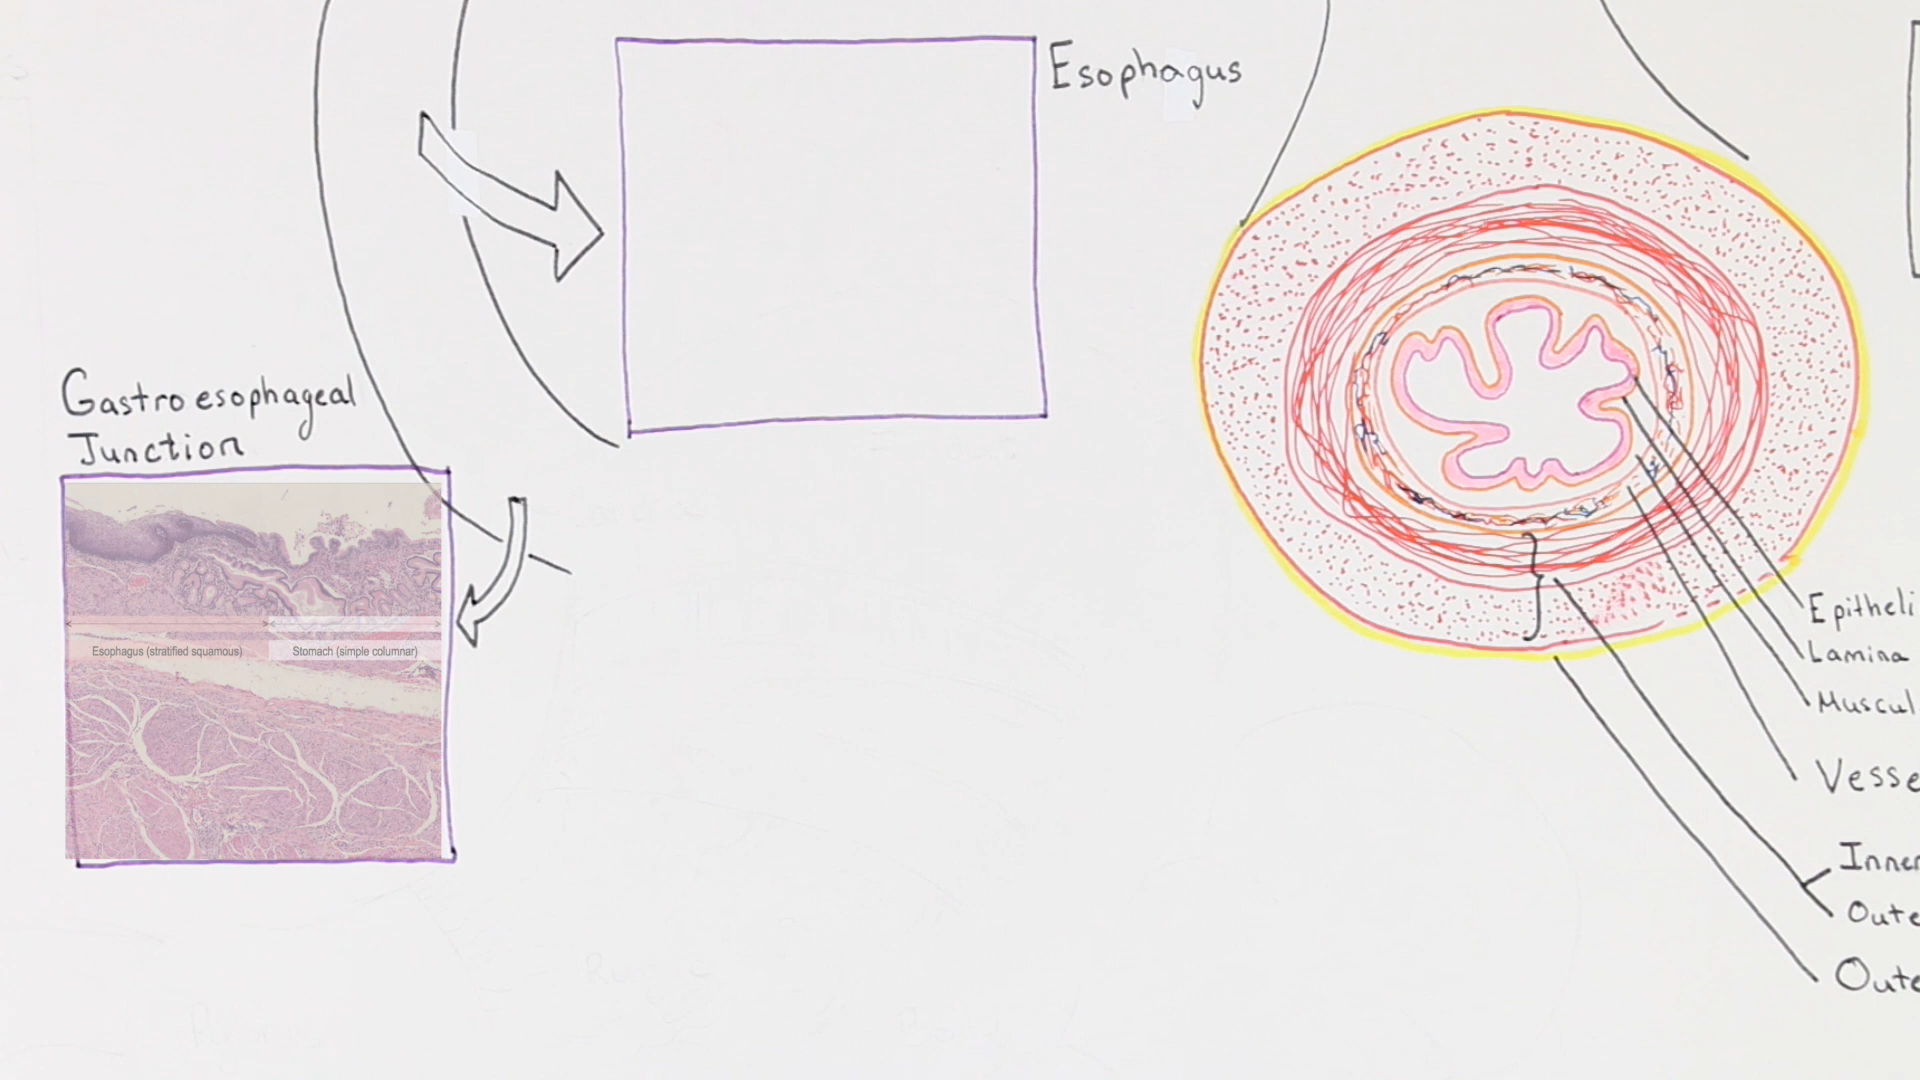 Esophagus
Gastroesophageal
Junction
Esophagus (stratified squamous)
Stomach (simple columnar)
Epitheli
Lamina
Muscul
Vesse
Inner
Oute
Oute